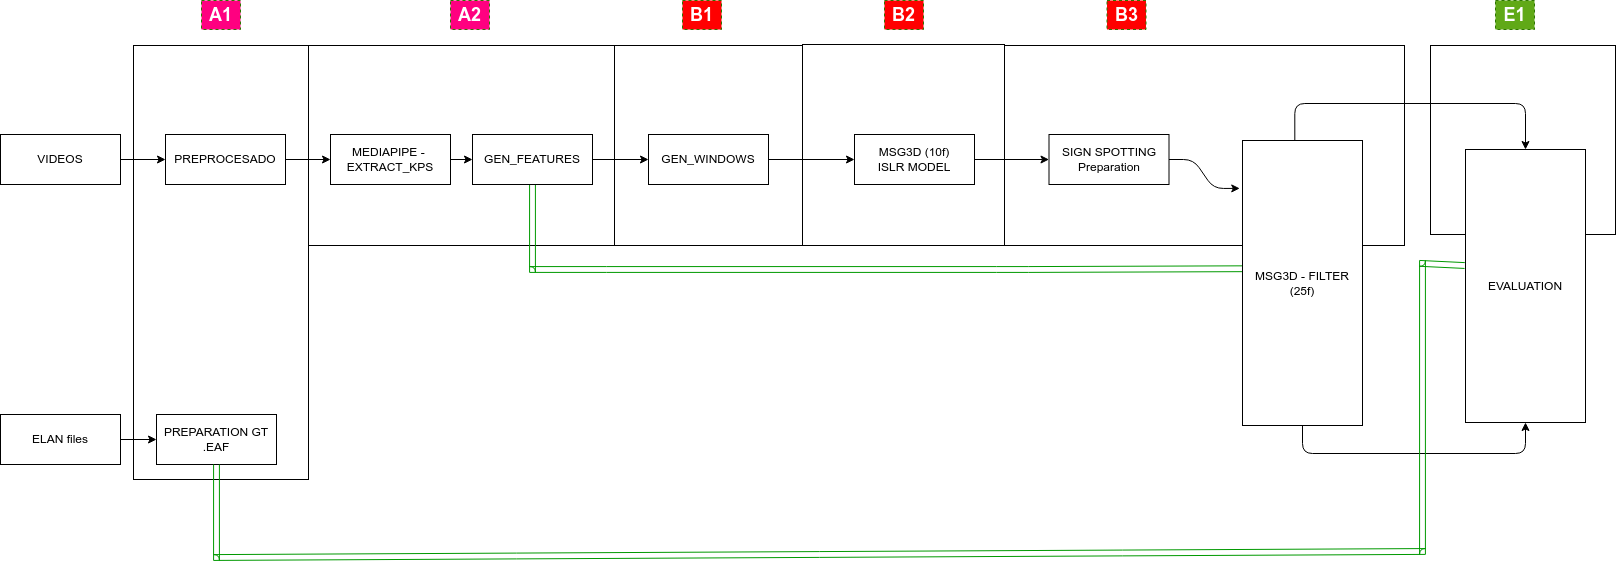 A1
A2
B1
B2
B3
E1
VIDEOS
PREPROCESADO
MEDIAPIPE -
EXTRACT_KPS
GEN_FEATURES
GEN_WINDOWS
MSG3D (10f)
ISLR MODEL
SIGN SPOTTING
Preparation
MSG3D - FILTER
(25f)
EVALUATION
ELAN files
PREPARATION GT
.EAF